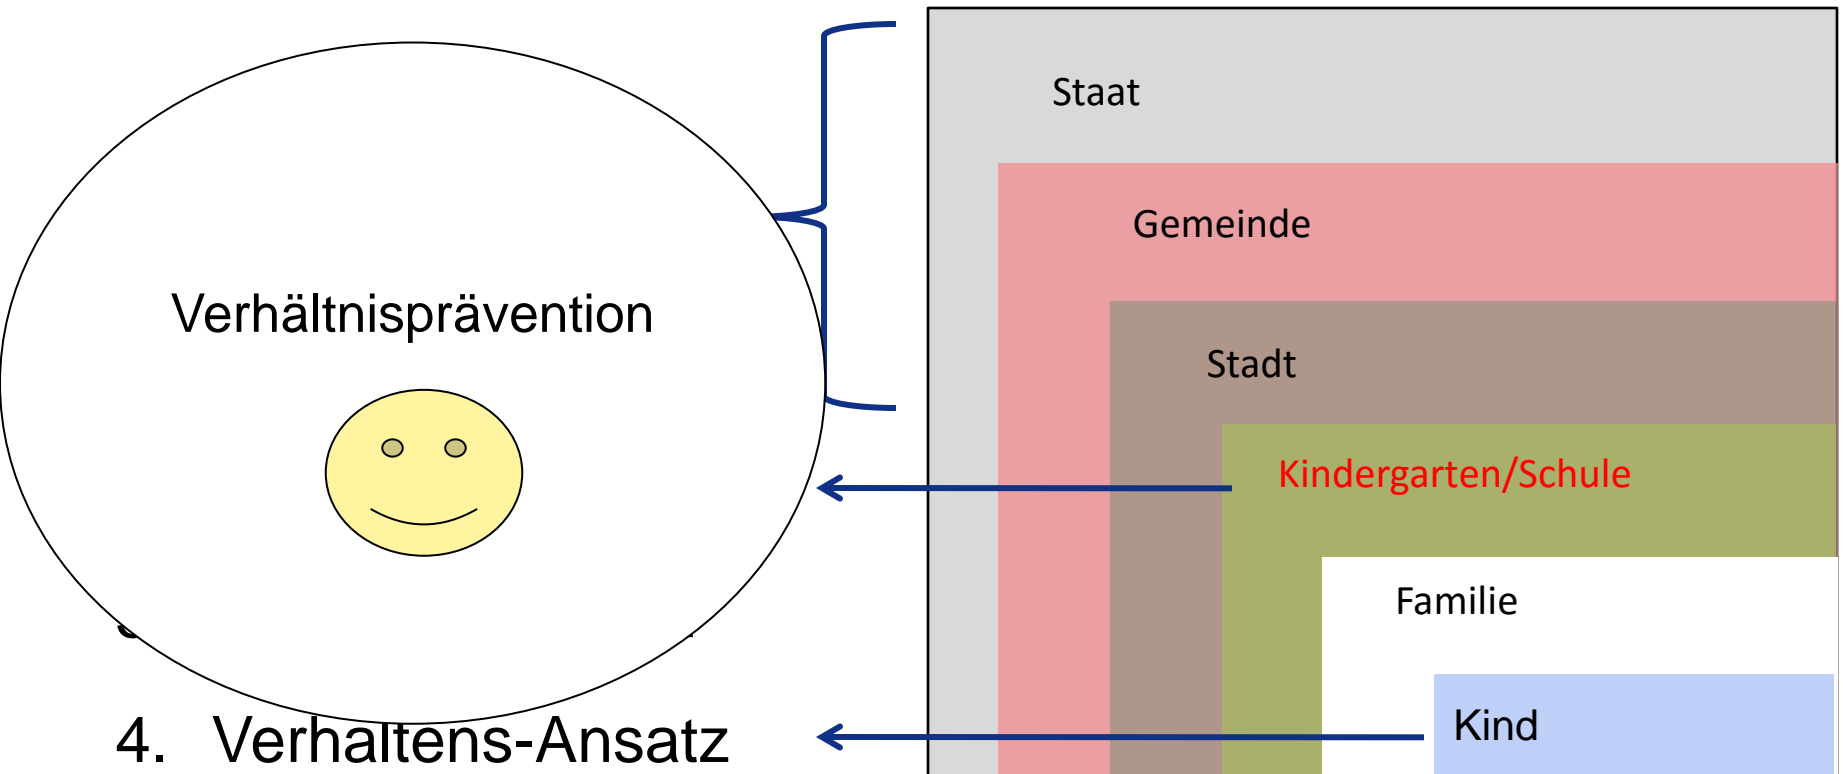 Staat
Gemeinde
Verhältnisprävention
Stadt
Kindergarten/Schule
Familie
4. Verhaltens-Ansatz
Kind